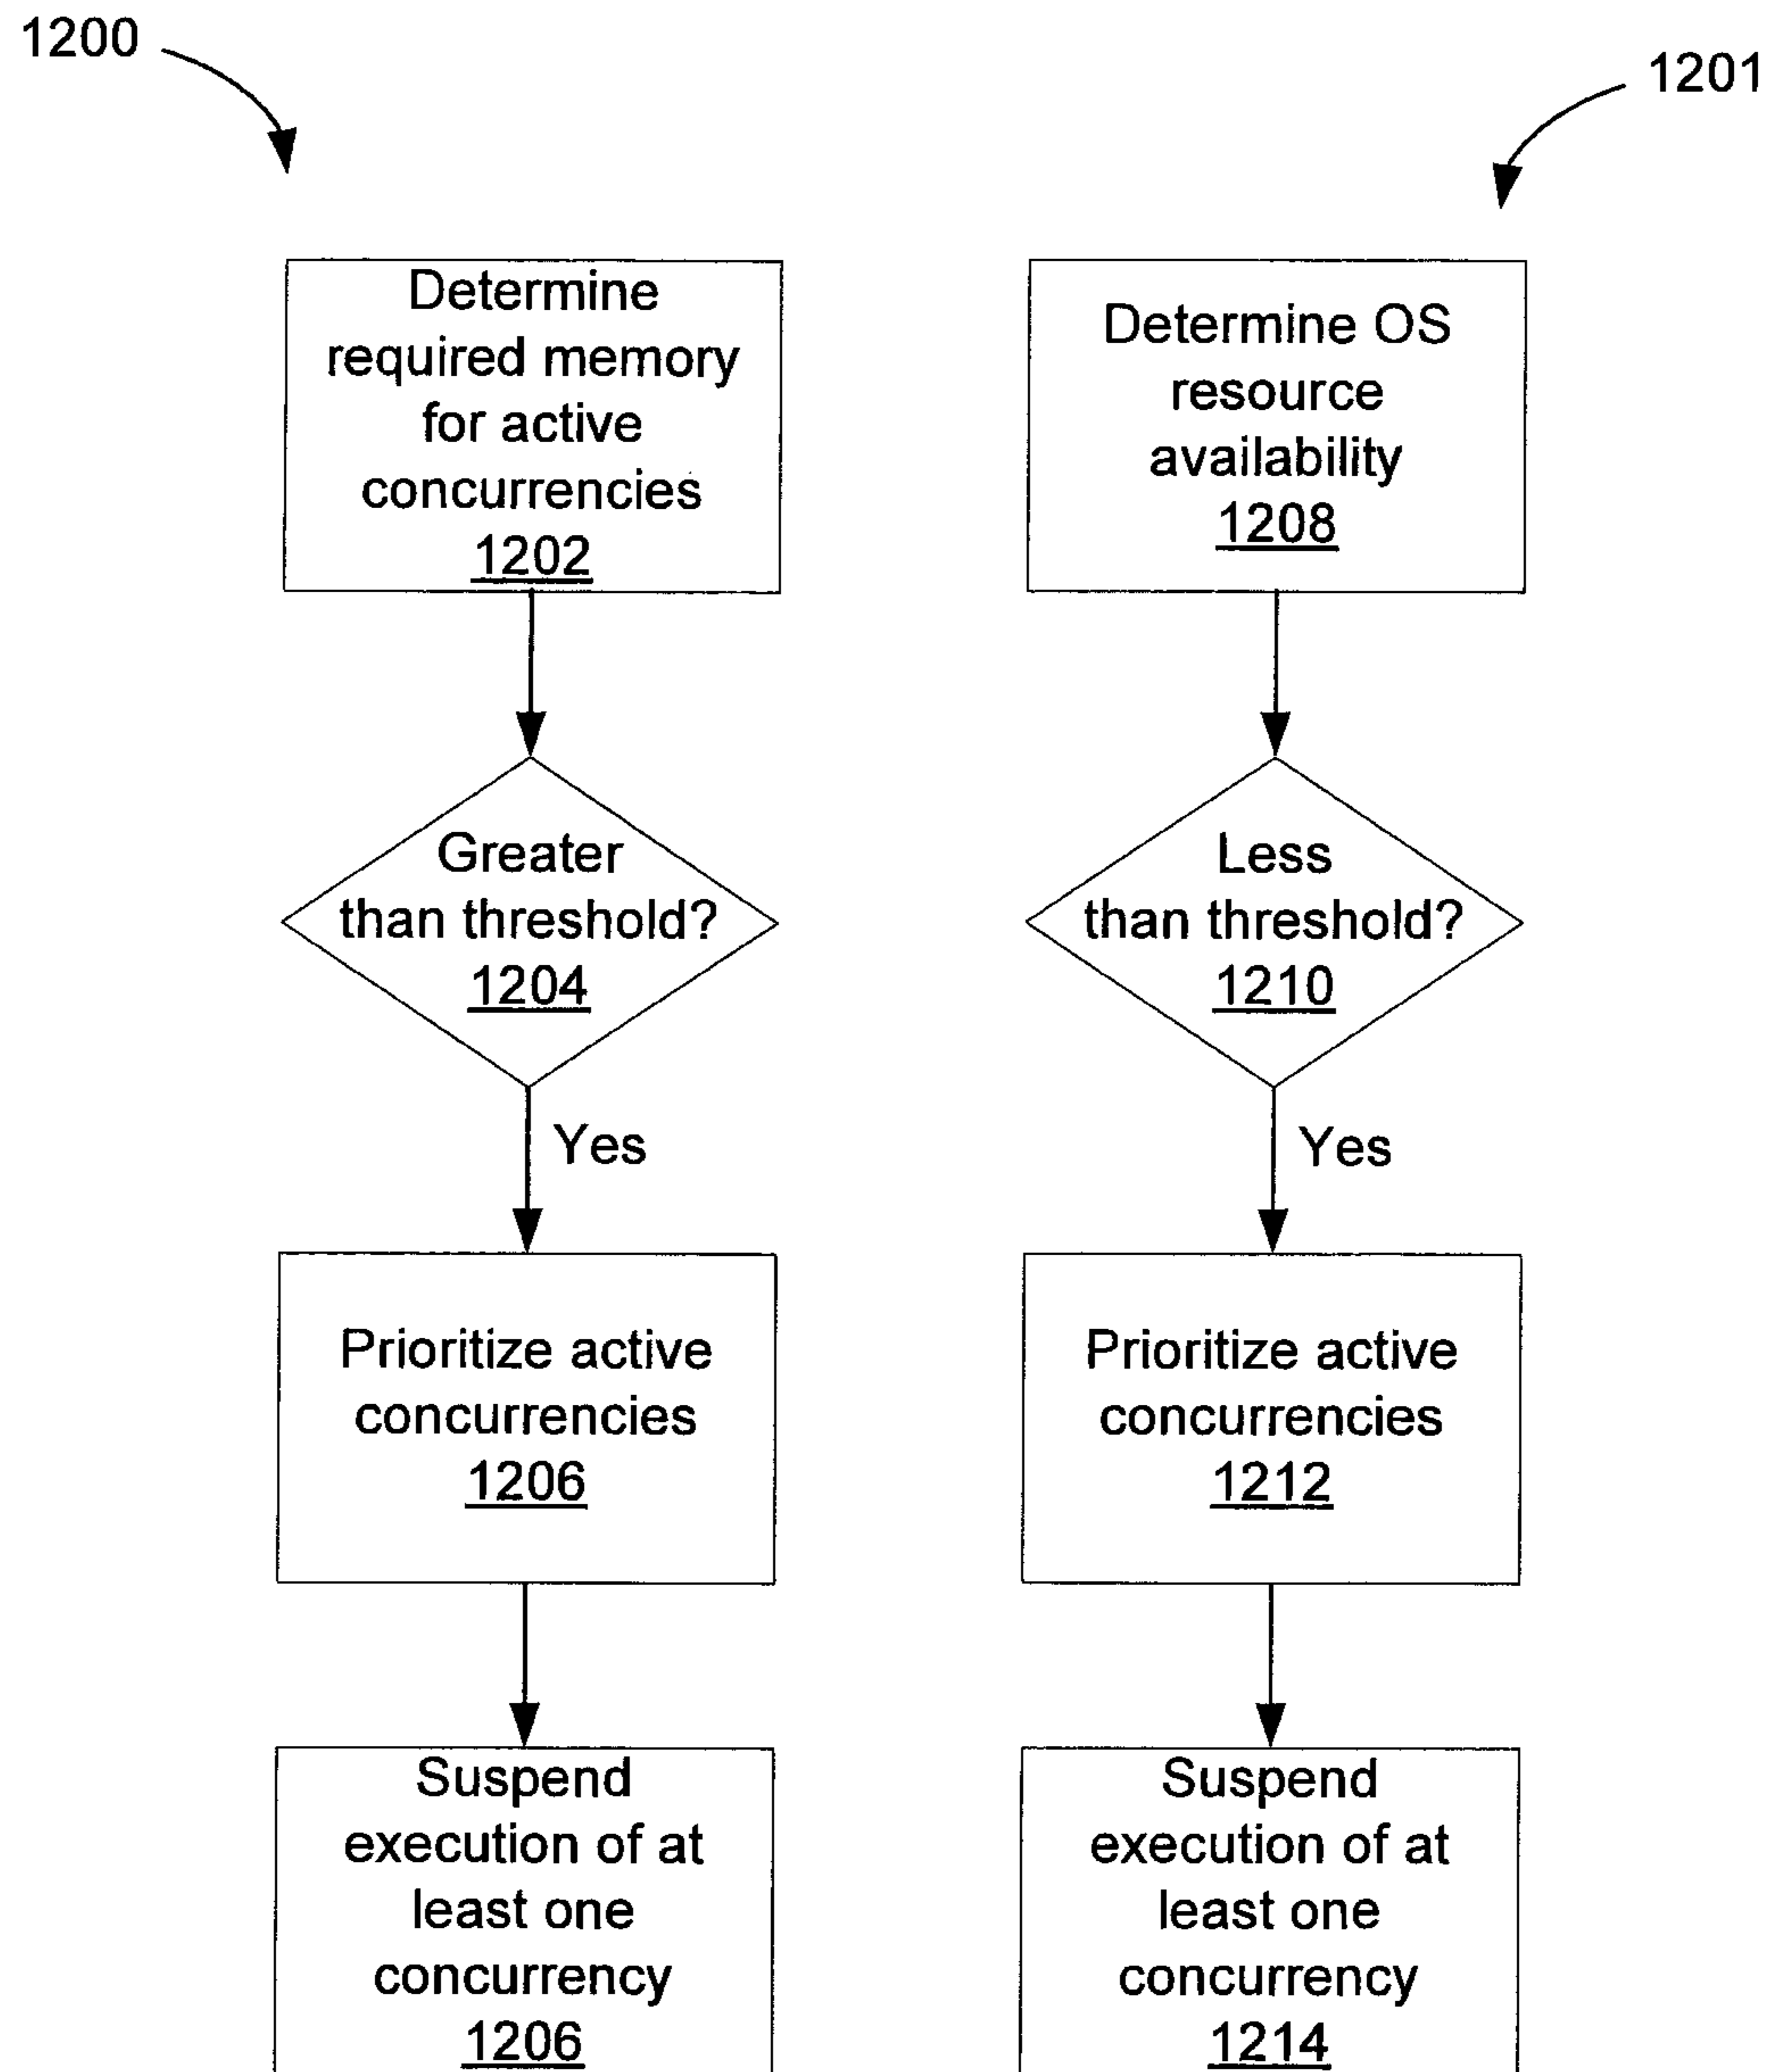 1200
1201
Determine
required memory
for active
concurrencies
1202
Greater
than threshold?
1204
Yes
Prioritize active
concurrencies
1206
Suspend
execution of at
least one
concurrency
1206
Determine OS
resource
availability
1208
Less
than threshold?
1210
Yes
Prioritize active
concurrencies
1212
Suspend
execution of at
least one
concurrency
1214